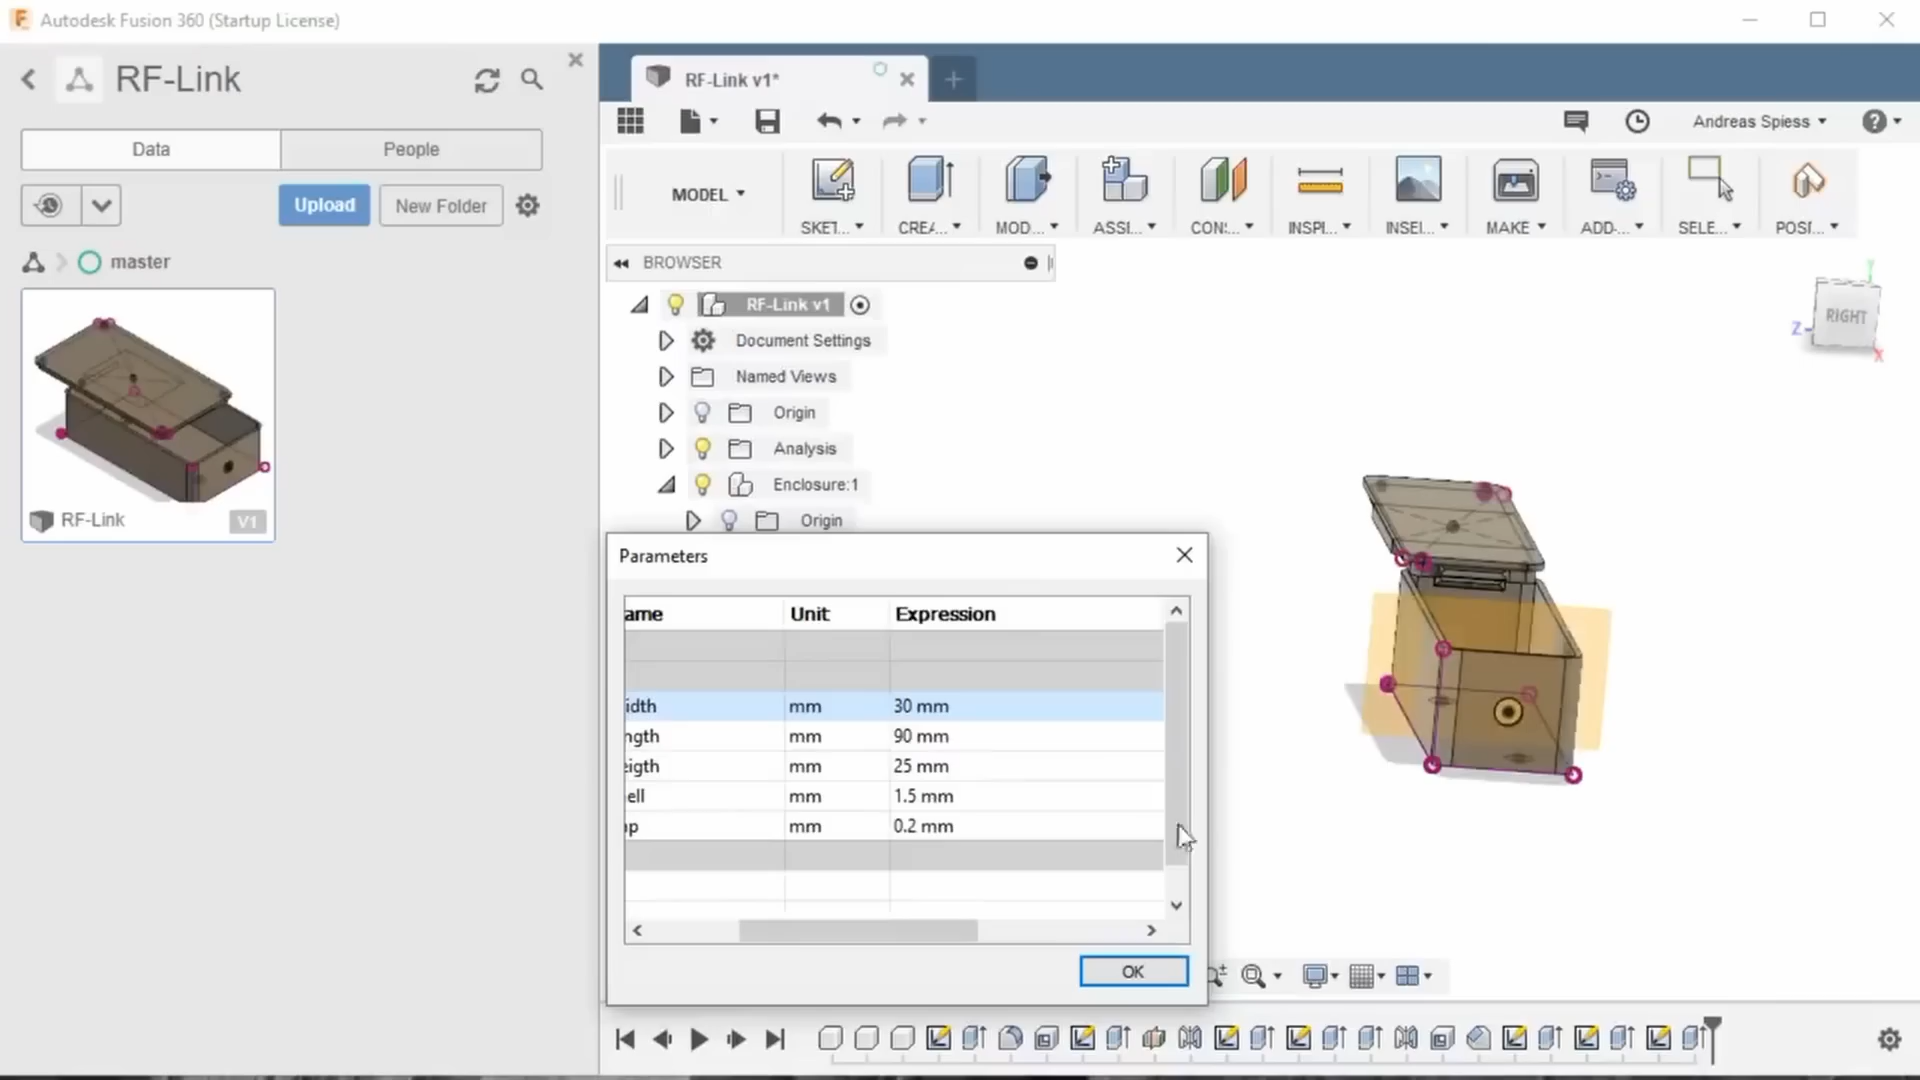 Autodesk Fusion 360 (Startup License)
RF-Link
Data
People
Upload
New Folder
master
RF-Link
V1
RF-Link v1*
Andreas Spiess
MODEL
SKET...
CREA...
MOD...
ASSI...
CON:...
INSPI...
INSEI...
MAKE
ADD-...
SELE...
POSI...
BROWSER
RF-Link v1
Document Settings
Named Views
Origin
Analysis
Enclosure:1
Origin
Y
RIGHT
Z
X
Parameters
ame Unit Expression
idth mm 30 mm
ngth mm 90 mm
eigth mm 25 mm
ell mm 1.5 mm
ap mm 0.2 mm
OK